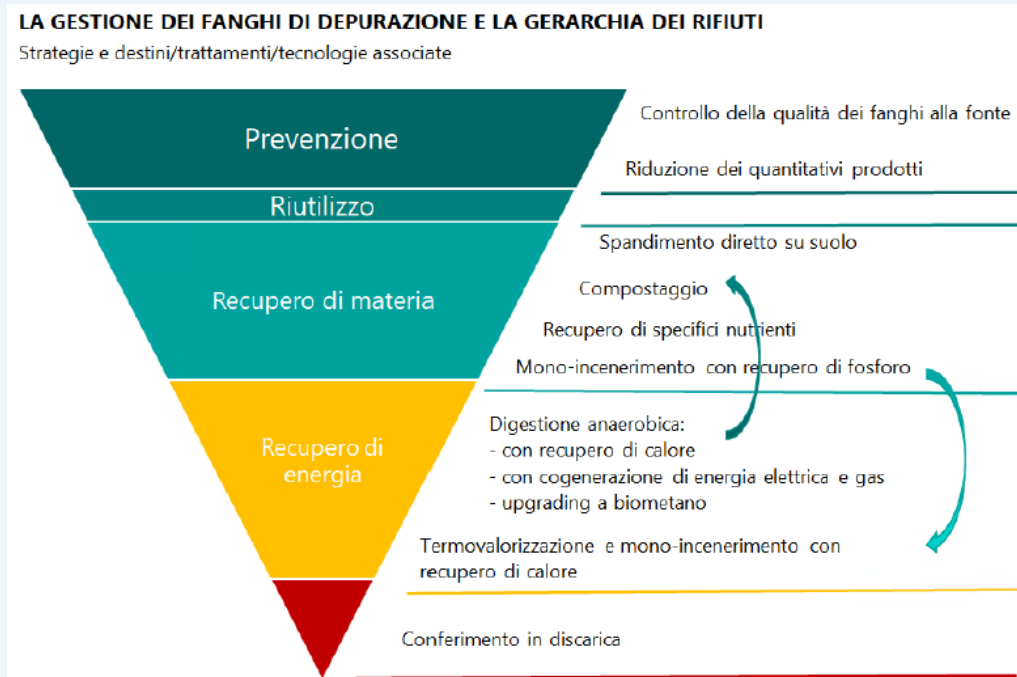 LA GESTIONE DEI FANGHI DI DEPURAZIONE E LA GERARCHIA DEI RIFIUTI
Strategie e destini/trattamenti/tecnologie associate
Prevenzione
Controllo della qualità dei fanghi alla fonte
Riduzione dei quantitativi prodotti
Riutilizzo
Recupero di materia
Spandimento diretto su suolo
Compostaggio
Recupero di specifici nutrienti
Mono-incenerimento con recupero di fosforo
Recupero di
energia
Digestione anaerobica:
- con recupero di calore
- con cogenerazione di energia elettrica e gas
- upgrading a biometano
Termovalorizzazione e mono-incenerimento con
recupero di calore
Conferimento in discarica